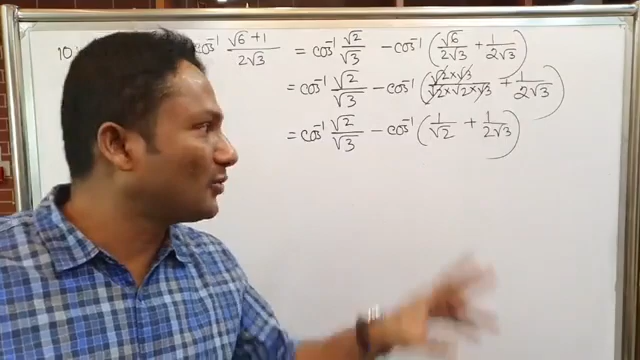 10. cos⁻¹ (√6 + 1)/(2√3) = cos⁻¹ √2/√3 − cos⁻¹ (√6/(2√3) + 1/(2√3))
= cos⁻¹ √2/√3 − cos⁻¹ ((√2×√3)/(√2×√2×√3) + 1/(2√3))
= cos⁻¹ √2/√3 − cos⁻¹ (1/√2 + 1/(2√3))